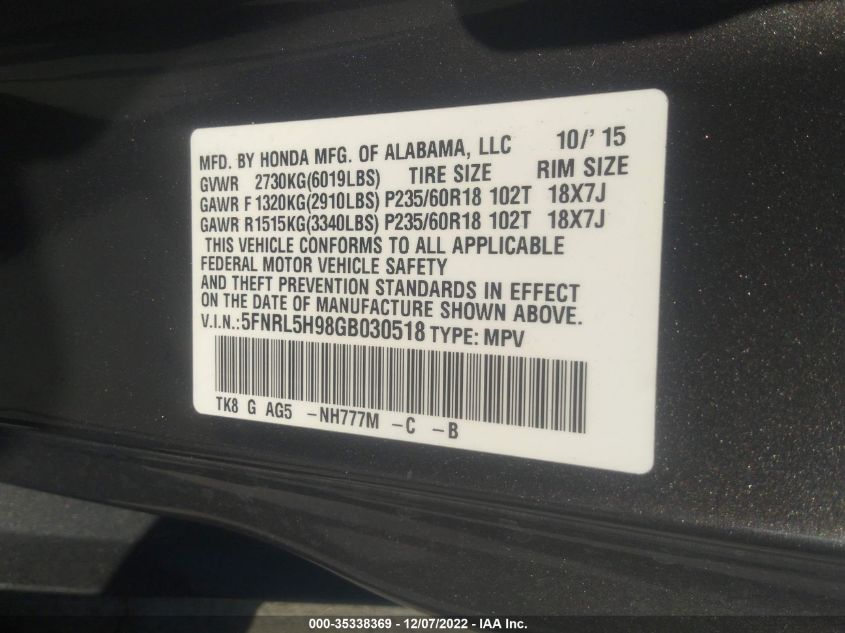 MFD. BY HONDA MFG. OF ALABAMA, LLC 10/'15
GVWR 2730KG(6019LBS) TIRE SIZE RIM SIZE
GAWR F 1320KG(2910LBS) P235/60R18 102T 18X7J
GAWR R1515KG(3340LBS) P235/60R18 102T 18X7J
THIS VEHICLE CONFORMS TO ALL APPLICABLE
FEDERAL MOTOR VEHICLE SAFETY
AND THEFT PREVENTION STANDARDS IN EFFECT
ON THE DATE OF MANUFACTURE SHOWN ABOVE.
V.I.N.:5FNRL5H98GB030518 TYPE: MPV
TK8 G AG5 -NH777M -C -B
000-35338369 - 12/07/2022 - IAA Inc.